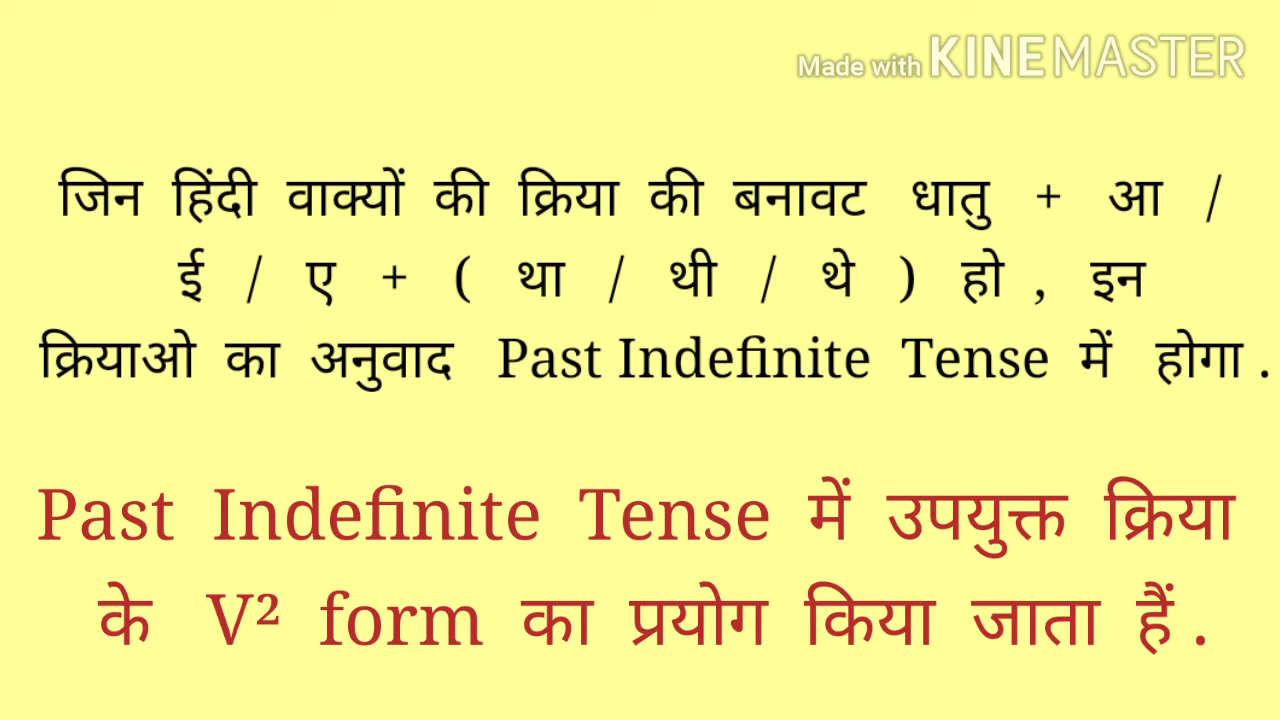 Made with KINEMASTER
जिन हिंदी वाक्यों की क्रिया की बनावट धातु + आ /
ई / ए + ( था / थी / थे ) हो , इन
क्रियाओ का अनुवाद Past Indefinite Tense में होगा .
Past Indefinite Tense में उपयुक्त क्रिया
के V² form का प्रयोग किया जाता हैं .